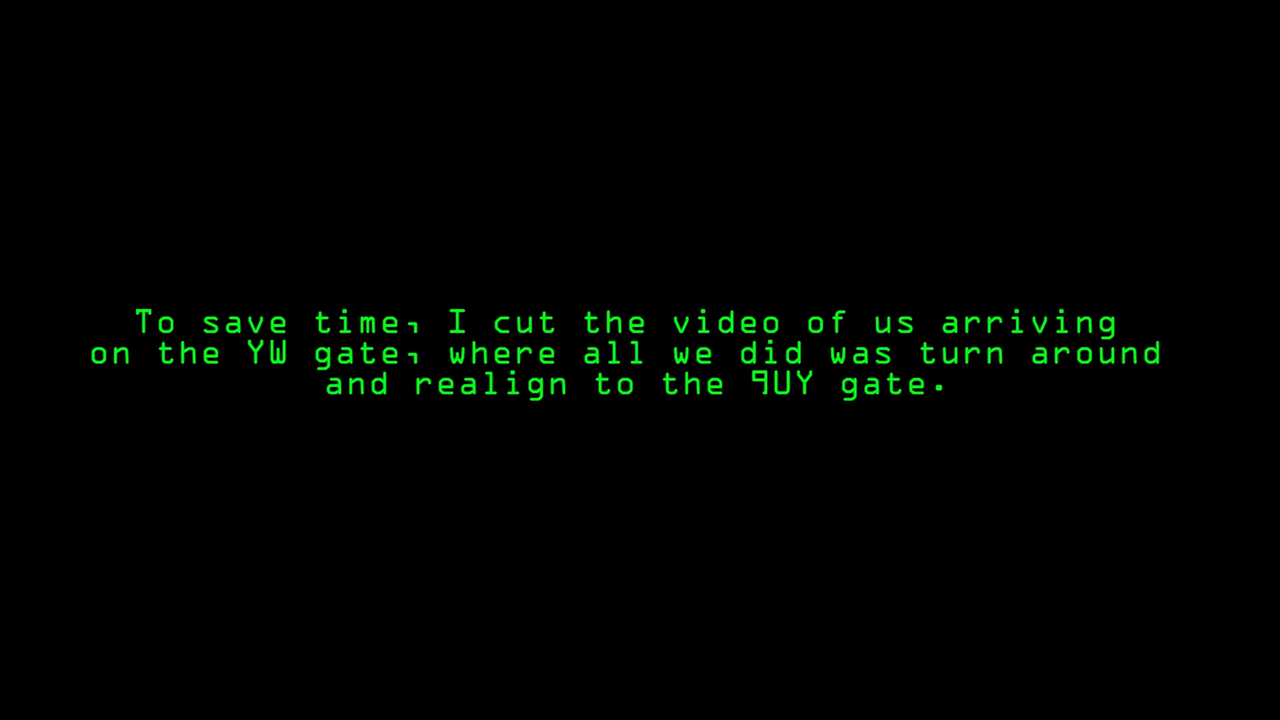 To save time, I cut the video of us arriving
on the YW gate, where all we did was turn around
and realign to the 9UY gate.